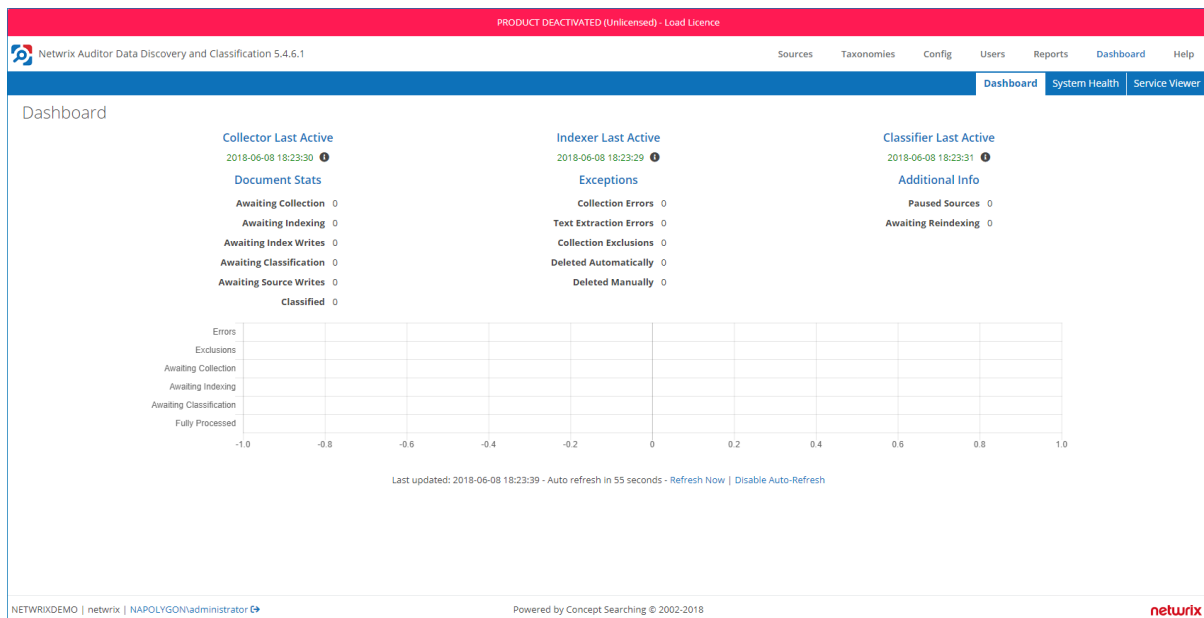 PRODUCT DEACTIVATED (Unlicensed) - Load Licence
Netwrix Auditor Data Discovery and Classification 5.4.6.1
Sources Taxonomies Config Users Reports Dashboard Help
Dashboard System Health Service Viewer
Dashboard
Collector Last Active Indexer Last Active Classifier Last Active
2018-06-08 18:23:30 2018-06-08 18:23:29 2018-06-08 18:23:31
Document Stats Exceptions Additional Info
Awaiting Collection 0 Collection Errors 0 Paused Sources 0
Awaiting Indexing 0 Text Extraction Errors 0 Awaiting Reindexing 0
Awaiting Index Writes 0 Collection Exclusions 0
Awaiting Classification 0 Deleted Automatically 0
Awaiting Source Writes 0 Deleted Manually 0
Classified 0
Errors
Exclusions
Awaiting Collection
Awaiting Indexing
Awaiting Classification
Fully Processed
-1.0 -0.8 -0.6 -0.4 -0.2 0 0.2 0.4 0.6 0.8 1.0
Last updated: 2018-06-08 18:23:39 - Auto refresh in 55 seconds - Refresh Now | Disable Auto-Refresh
NETWRIXDEMO | netwrix | NAPOLYGON\administrator Powered by Concept Searching © 2002-2018 netwrix